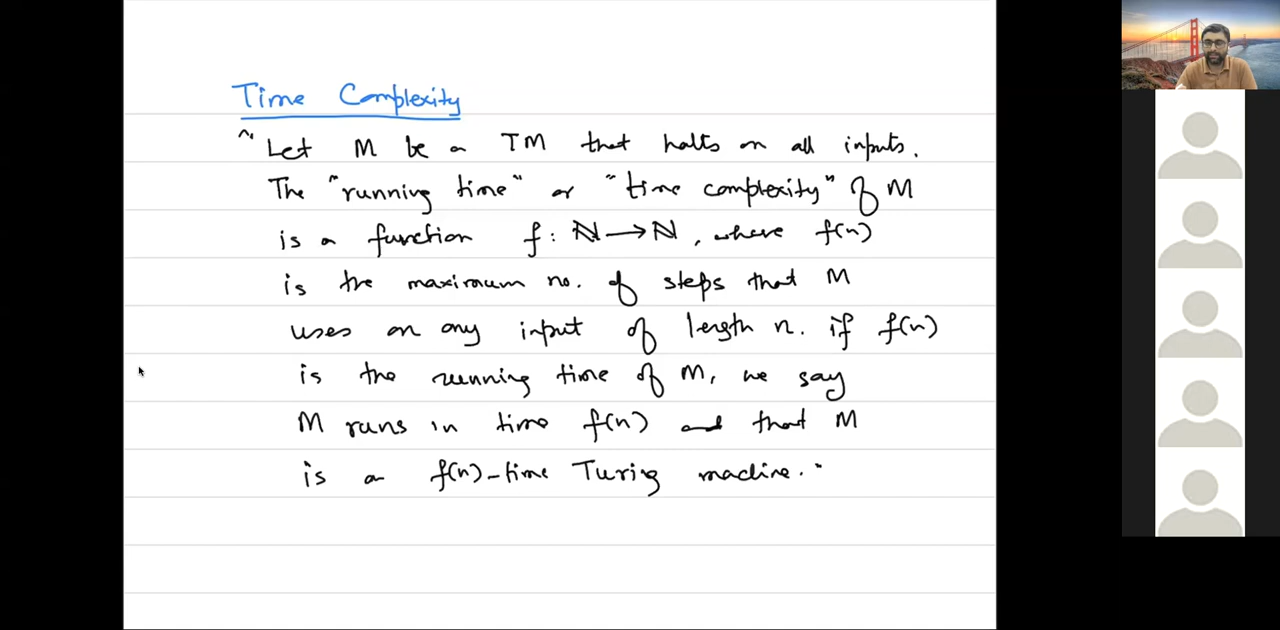 Time Complexity
"Let M be a TM that halts on all inputs.
The "running time" or "time complexity" of M
is a function f: ℕ→ℕ, where f(n)
is the maximum no. of steps that M
uses on any input of length n. if f(n)
is the running time of M, we say
M runs in time f(n) and that M
is a f(n)-time Turing machine."